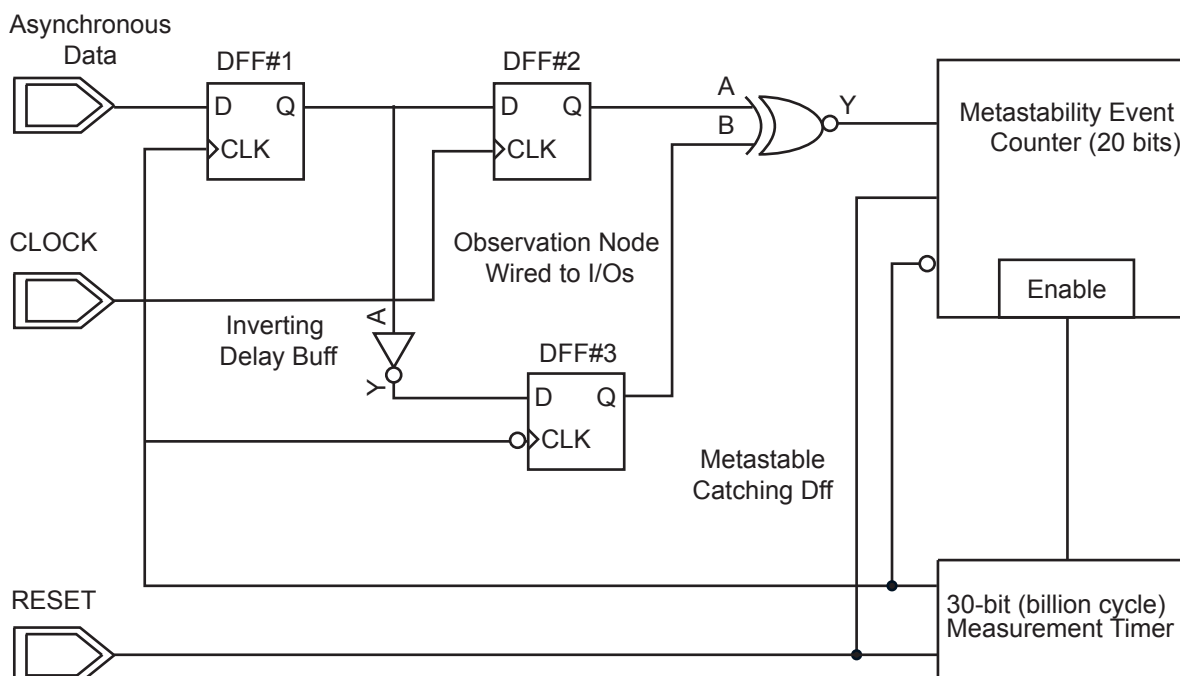 Asynchronous
Data
DFF#1
DFF#2
D Q
CLK
D Q
CLK
A
B
Y
Metastability Event
Counter (20 bits)
CLOCK
Observation Node
Wired to I/Os
Enable
Inverting
Delay Buff
A
Y
DFF#3
D Q
CLK
Metastable
Catching Dff
RESET
30-bit (billion cycle)
Measurement Timer